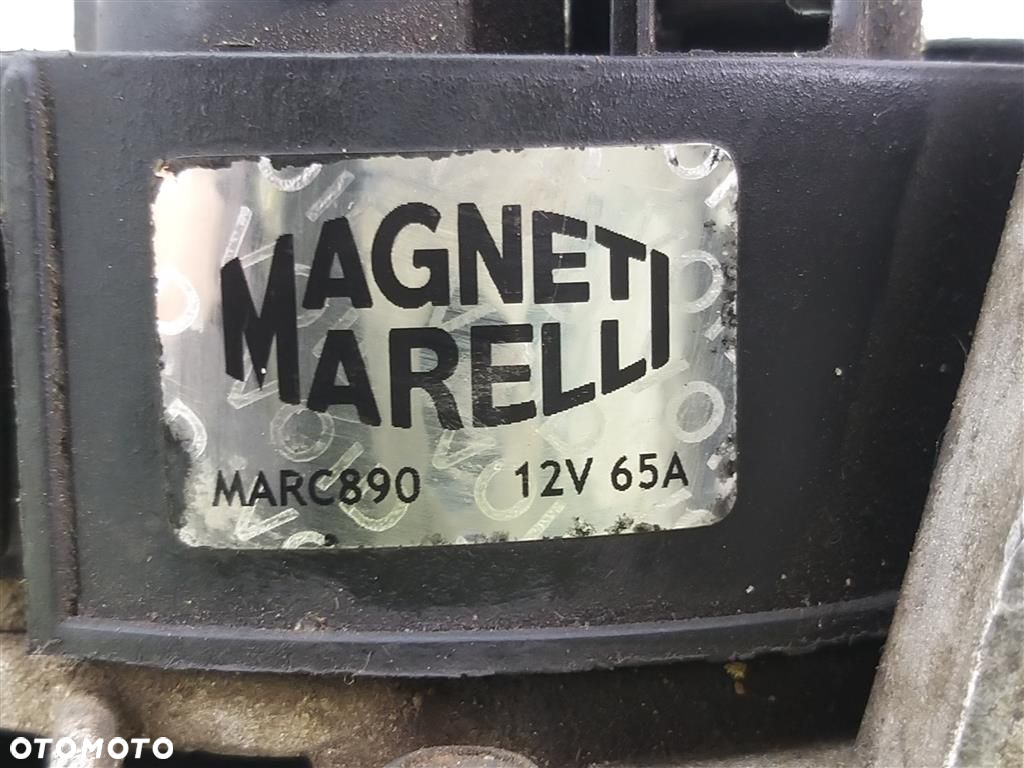 MAGNETI
MARELLI
MARC890 12V 65A
OTOMOTO